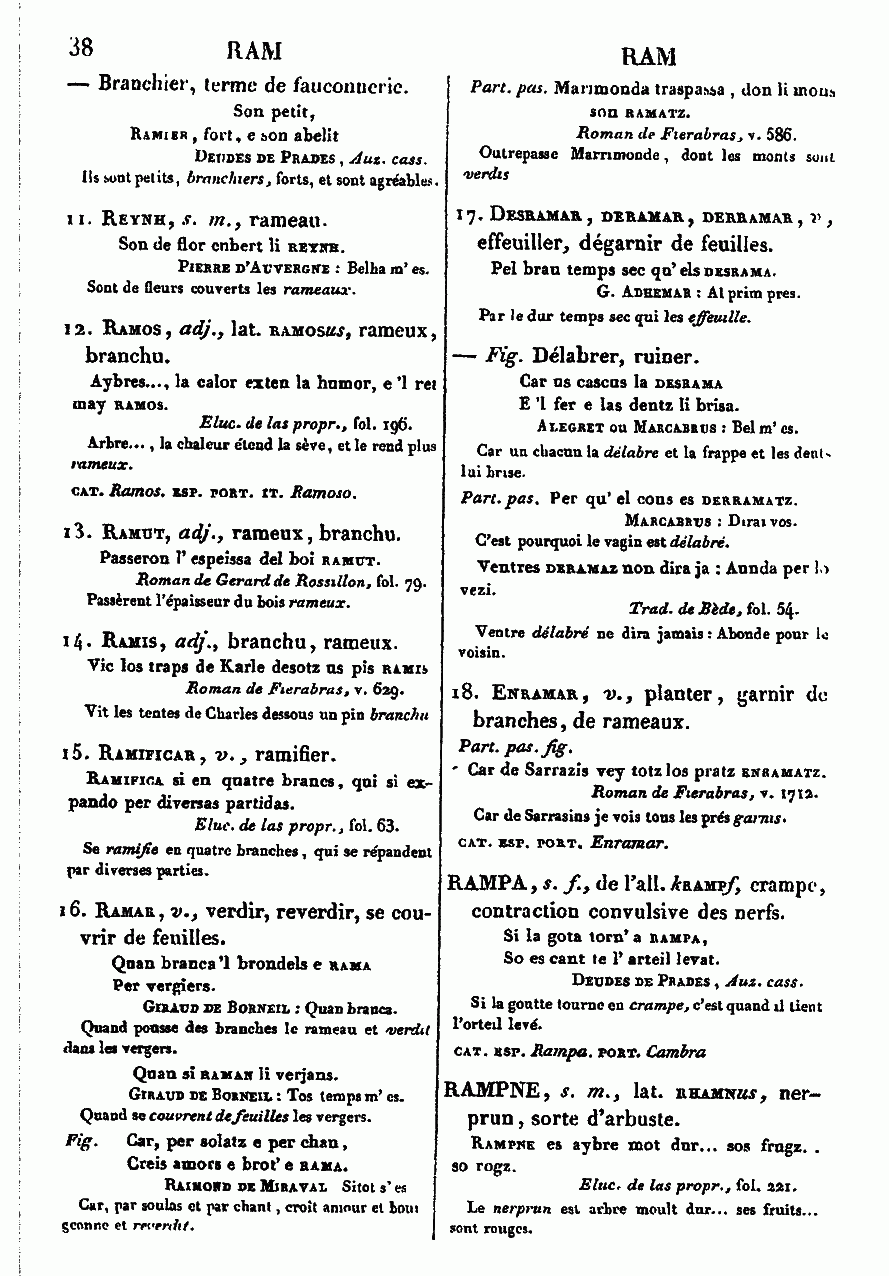 38 RAM
— Branchier, terme de fauconnerie.
Son petit,
Ramier, fort, e son abelit
Deudes de Prades, Auz. cass.
Ils sont petits, branchiers, forts, et sont agréables.
11. Reynh, s. m., rameau.
Son de flor cubert li reynh.
Pierre d'Auvergne : Belha m'es.
Sont de fleurs couverts les rameaux.
12. Ramos, adj., lat. ramosus, rameux,
branchu.
Aybres..., la calor exten la humor, e 'l ret
may ramos.
Eluc. de las propr., fol. 196.
Arbre..., la chaleur étend la sève, et le rend plus
rameux.
cat. Ramos. esp. port. it. Ramoso.
13. Ramut, adj., rameux, branchu.
Passeron l'espeissa del boi ramut.
Roman de Gerard de Rossillon, fol. 79.
Passèrent l'épaisseur du bois rameux.
14. Ramis, adj., branchu, rameux.
Vic los traps de Karle desotz us pis ramis
Roman de Fierabras, v. 629.
Vit les tentes de Charles dessous un pin branchu
15. Ramificar, v., ramifier.
Ramifica si en quatre brancs, qui si ex-
pando per diversas partidas.
Eluc. de las propr., fol. 63.
Se ramifie en quatre branches, qui se répandent
par diverses parties.
16. Ramar, v., verdir, reverdir, se cou-
vrir de feuilles.
Quan branca 'l brondels e rama
Per vergiers.
Giraud de Borneil : Quan branca.
Quand pousse des branches le rameau et verdit
dans les vergers.
Quan si raman li verjans.
Giraud de Borneil : Tos temps m'es.
Quand se couvrent de feuilles les vergers.
Fig. Car, per solatz e per chan,
Creis amors e brot' e rama.
Raimond de Miraval Sitot s'es
Car, par soulas et par chant, croît amour et bour
geonne et reverdit.
RAM
Part. pas. Marimonda traspassa, don li mous
son ramatz.
Roman de Fierabras, v. 586.
Outrepasse Marrimonde, dont les monts sont
verdis
17. Desramar, deramar, derramar, v,
effeuiller, dégarnir de feuilles.
Pel brau temps sec qu'els desrama.
G. Adhemar : Al prim pres.
Par le dur temps sec qui les effeuille.
— Fig. Délabrer, ruiner.
Car us cascus la desrama
E 'l fer e las dentz li brisa.
Alegret ou Marcabrus : Bel m'es.
Car un chacun la délabre et la frappe et les dents
lui brise.
Part. pas. Per qu'el cons es derramatz.
Marcabrus : Dirai vos.
C'est pourquoi le vagin est délabré.
Ventres deramaz non dira ja : Aunda per lo
vezi.
Trad. de Bède, fol. 54.
Ventre délabré ne dira jamais : Abonde pour le
voisin.
18. Enramar, v., planter, garnir de
branches, de rameaux.
Part. pas. fig.
Car de Sarrazis vey totz los pratz enramatz.
Roman de Fierabras, v. 1712.
Car de Sarrasins je vois tous les prés garnis.
cat. esp. port. Enramar.
RAMPA, s. f., de l'all. kRAMPf, crampe,
contraction convulsive des nerfs.
Si la gota torn' a rampa,
So es cant te l'arteil levat.
Deudes de Prades, Auz. cass.
Si la goutte tourne en crampe, c'est quand il tient
l'orteil levé.
cat. esp. Rampa. port. Cambra
RAMPNE, s. m., lat. rhamnus, ner-
prun, sorte d'arbuste.
Rampne es aybre mot dur... sos frugz. .
so rogz.
Eluc. de las propr., fol. 221.
Le nerprun est arbre moult dur... ses fruits...
sont rouges.